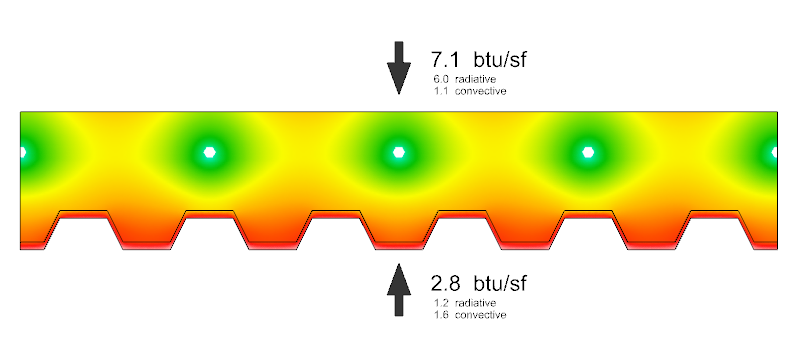 7.1 btu/sf
6.0 radiative
1.1 convective
2.8 btu/sf
1.2 radiative
1.6 convective